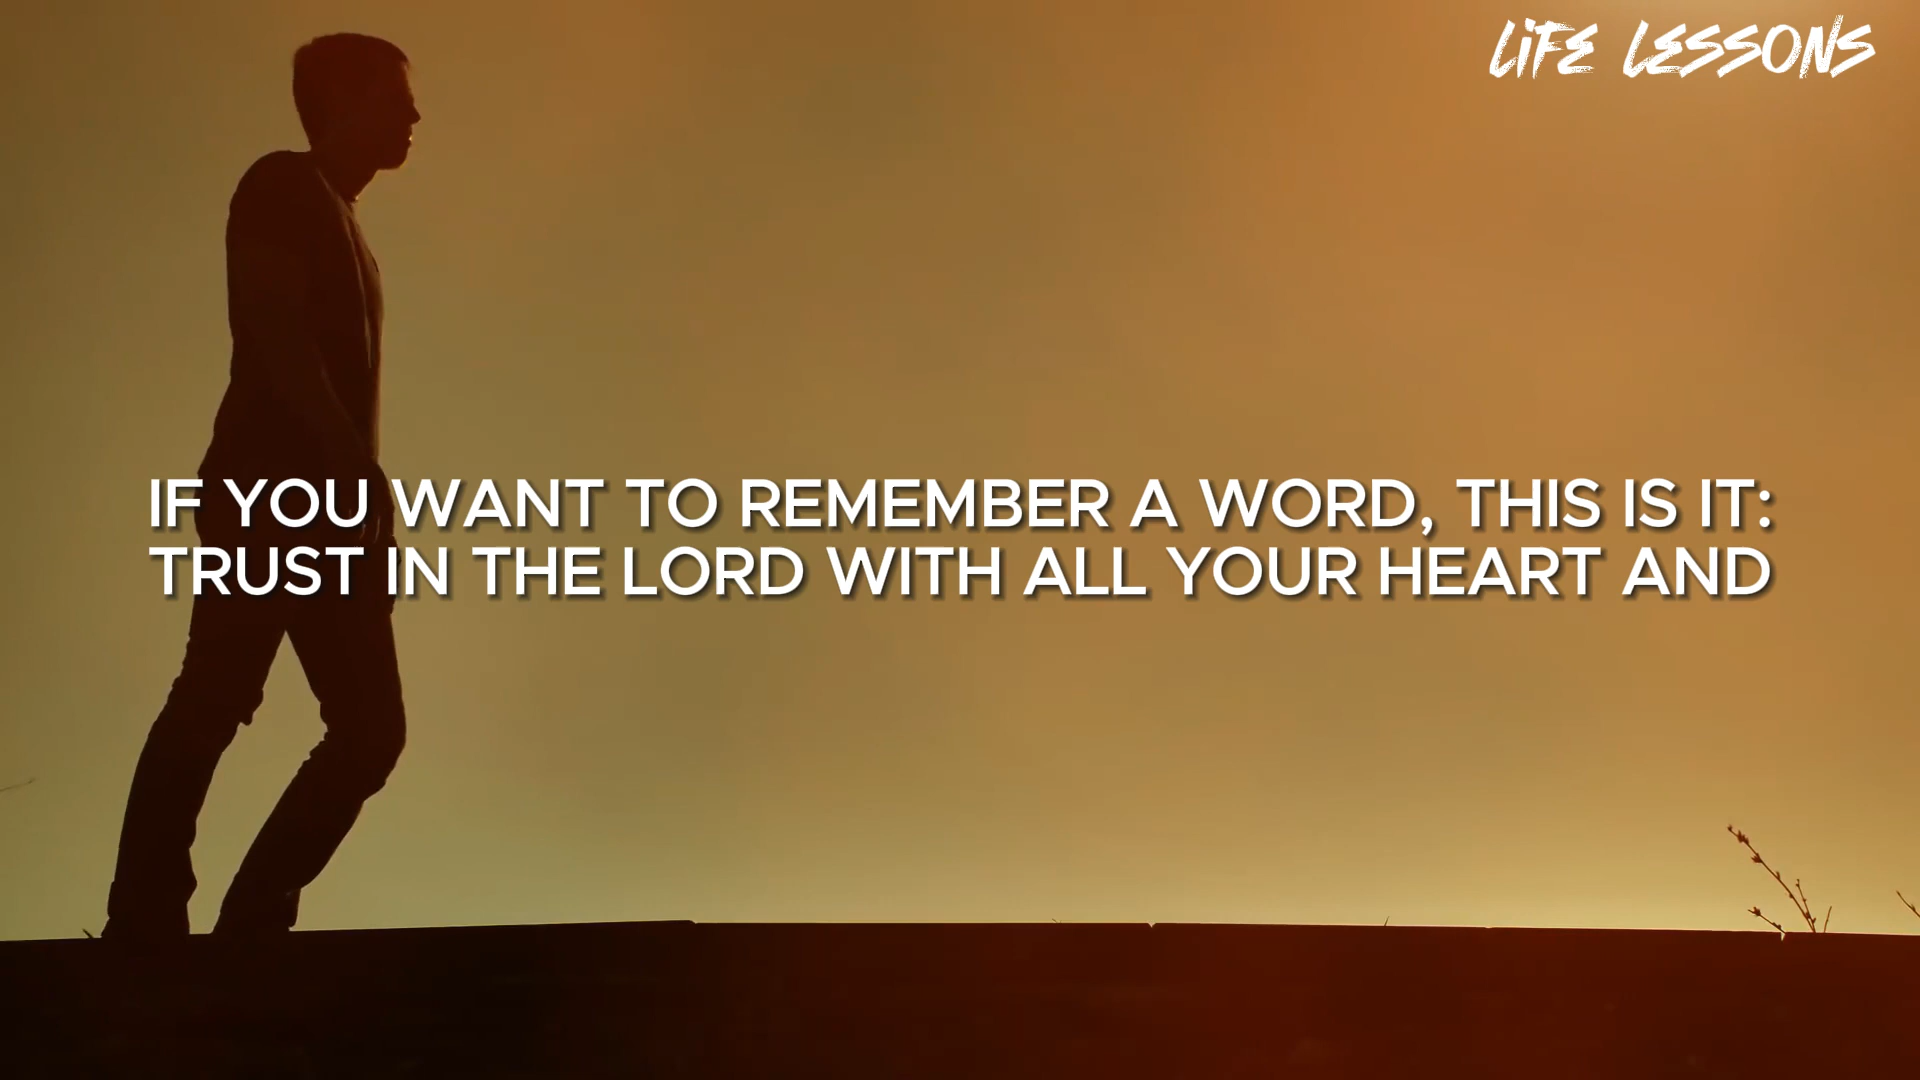 LIFE LESSONS
IF YOU WANT TO REMEMBER A WORD, THIS IS IT:
TRUST IN THE LORD WITH ALL YOUR HEART AND